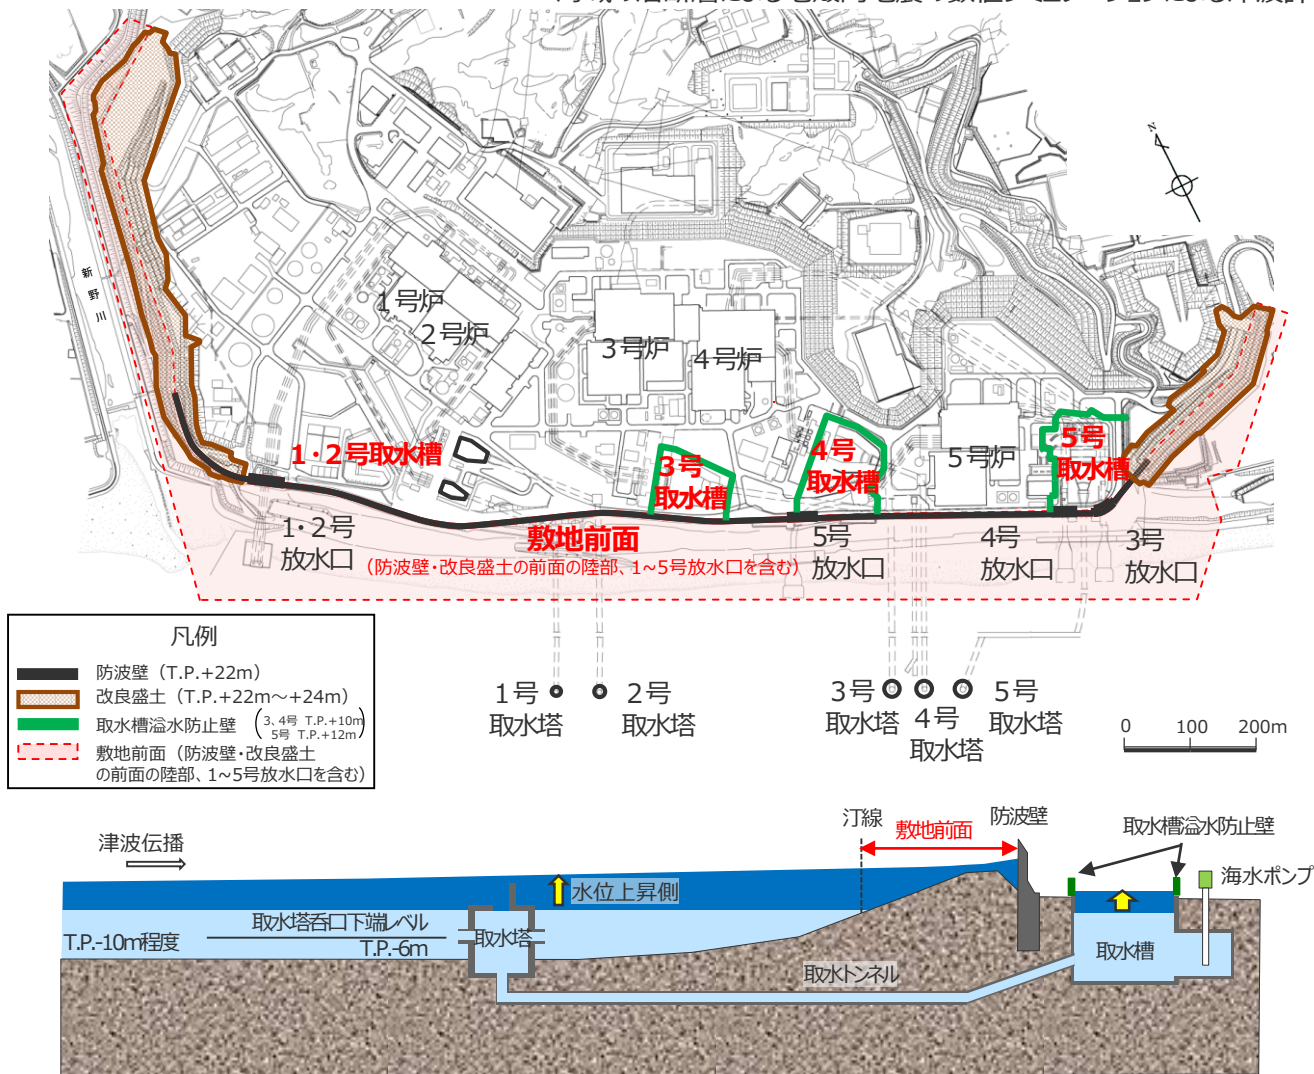 N
新野川
1号炉
2号炉
3号炉
4号炉
5号炉
1・2号取水槽
3号
取水槽
4号
取水槽
5号
取水槽
敷地前面
(防波壁・改良盛土の前面の陸部、1~5号放水口を含む)
1・2号
放水口
5号
放水口
4号
放水口
3号
放水口
凡例
防波壁（T.P.+22m）
改良盛土（T.P.+22m～+24m）
取水槽溢水防止壁
3、4号 T.P.+10m
5号 T.P.+12m
敷地前面（防波壁・改良盛土
の前面の陸部、1~5号放水口を含む）
1号
取水塔
2号
取水塔
3号
取水塔
4号
取水塔
5号
取水塔
0 100 200m
津波伝播
汀線
敷地前面
防波壁
取水槽溢水防止壁
海水ポンプ
水位上昇側
取水塔呑口下端レベル
T.P.-10m程度
T.P.-6m
取水塔
取水槽
取水トンネル